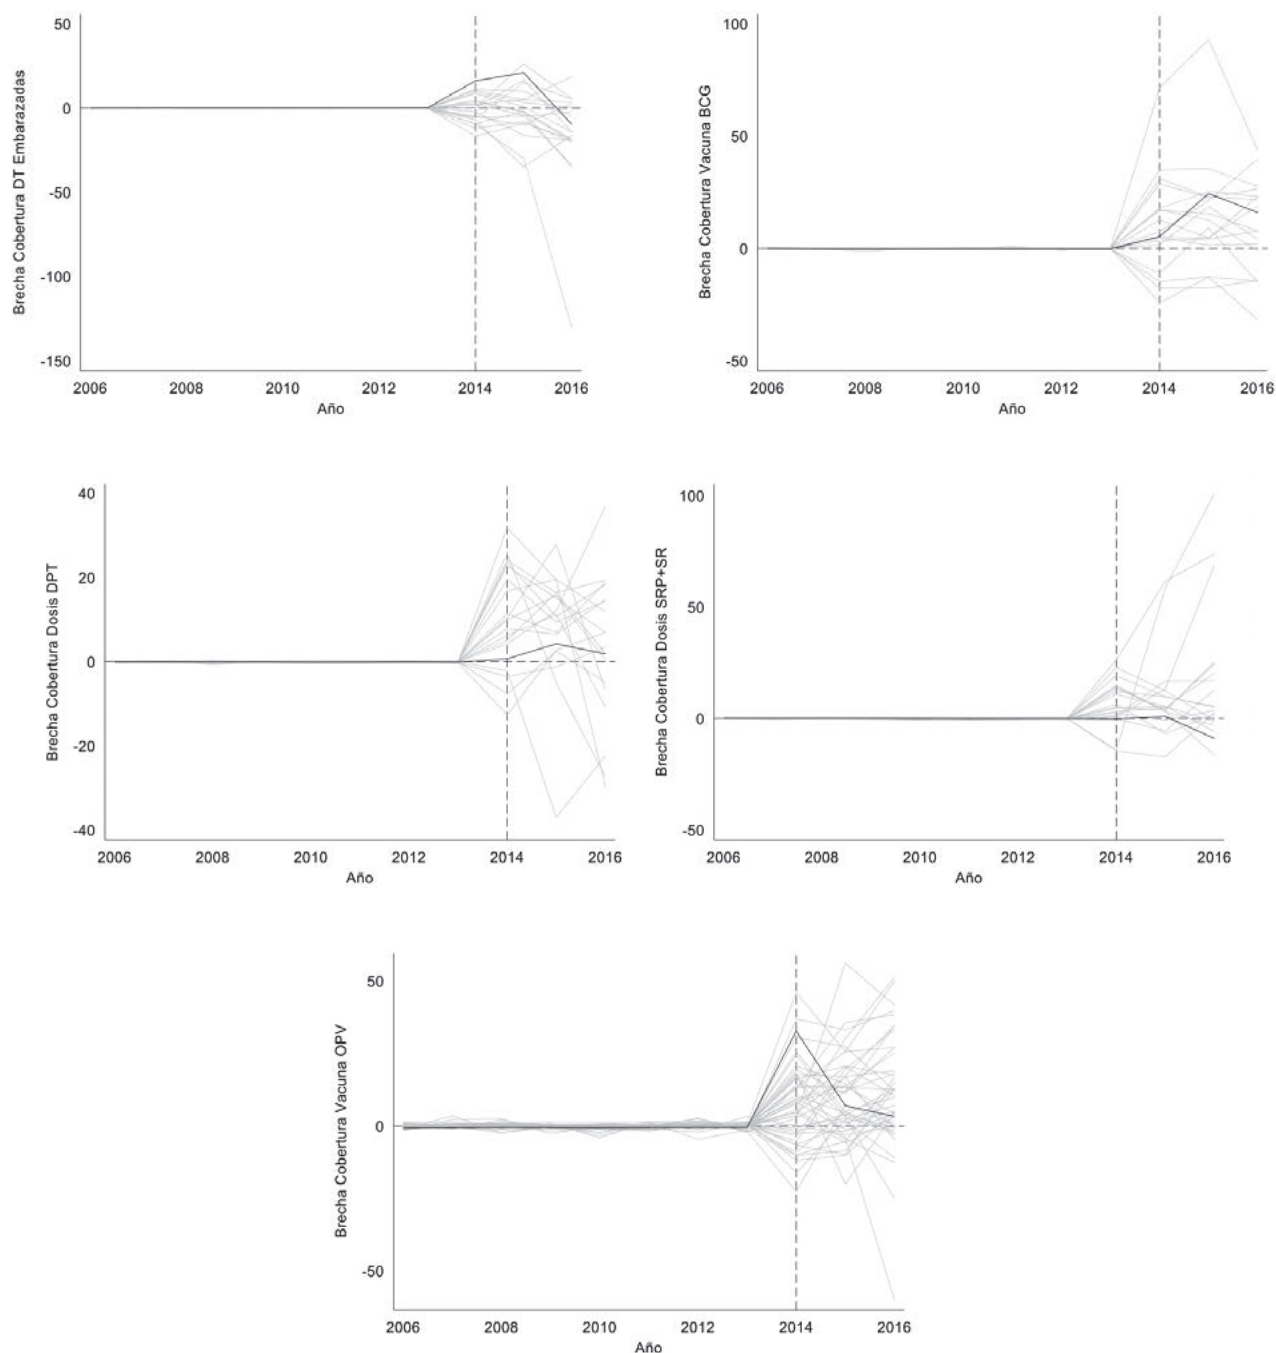 Brecha Cobertura DT Embarazadas
50
0
-50
-100
-150
2006 2008 2010 2012 2014 2016
Año
Brecha Cobertura Vacuna BCG
100
50
0
-50
2006 2008 2010 2012 2014 2016
Año
Brecha Cobertura Dosis DPT
40
20
0
-20
-40
2006 2008 2010 2012 2014 2016
Año
Brecha Cobertura Dosis SRP+SR
100
50
0
-50
2006 2008 2010 2012 2014 2016
Año
Brecha Cobertura Vacuna OPV
50
0
-50
2006 2008 2010 2012 2014 2016
Año